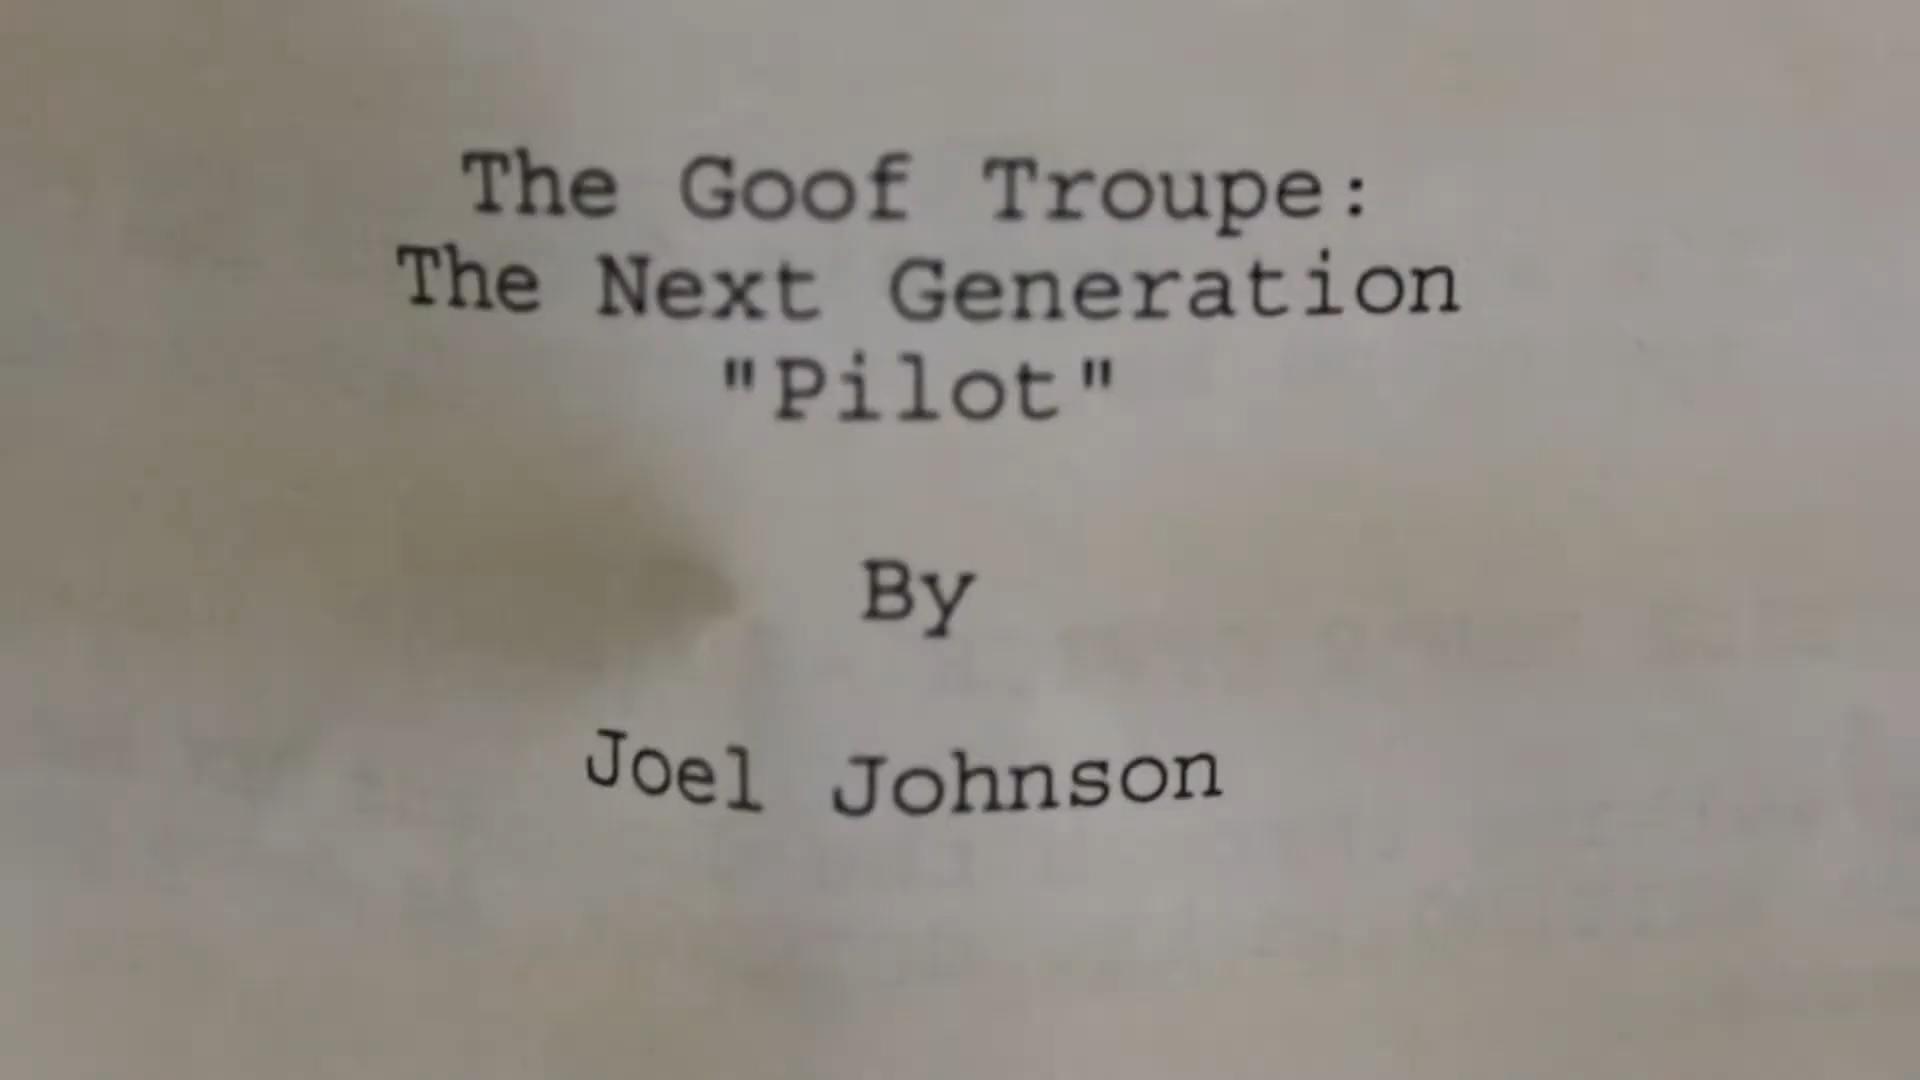 The Goof Troupe:
The Next Generation
"Pilot"
By
Joel Johnson